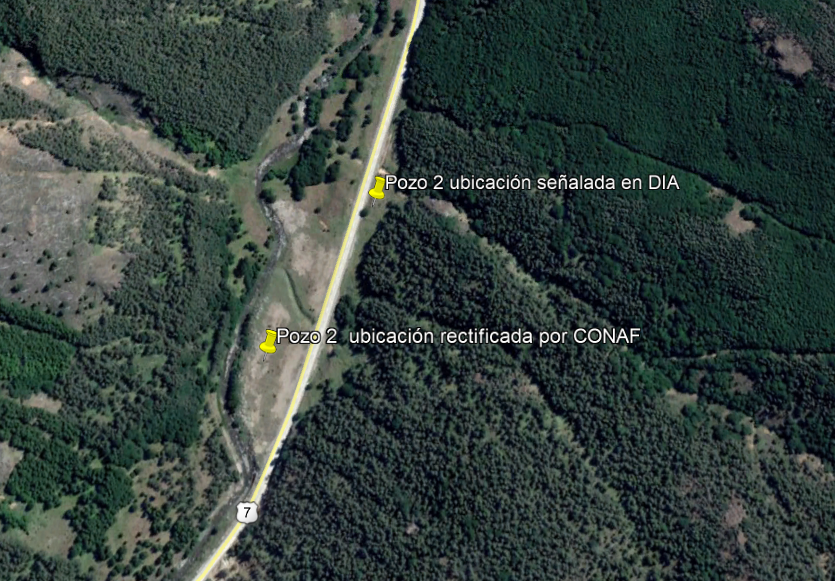 Pozo 2 ubicación señalada en DIA
Pozo 2  ubicación rectificada por CONAF
7